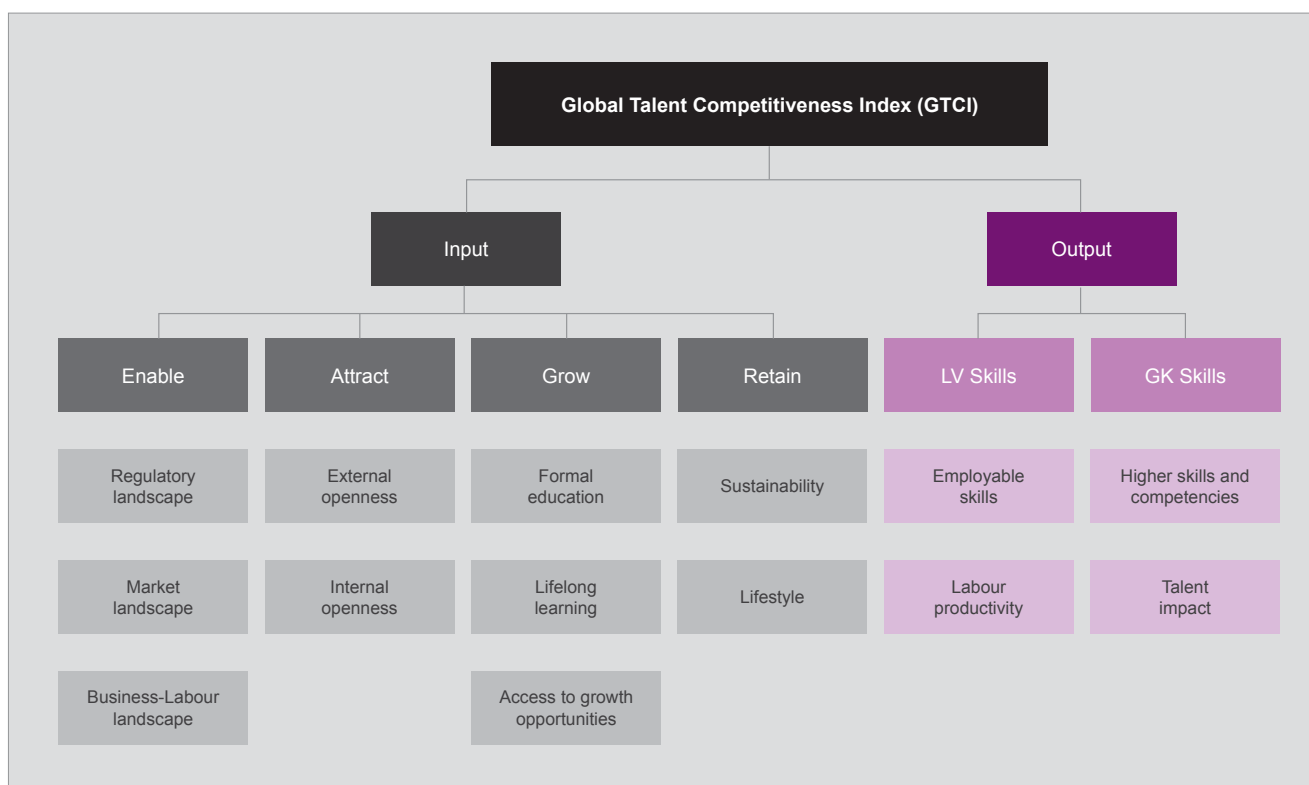 Global Talent Competitiveness Index (GTCI)
Input
Output
Enable
Attract
Grow
Retain
LV Skills
GK Skills
Regulatory
landscape
External
openness
Formal
education
Sustainability
Employable
skills
Higher skills and
competencies
Market
landscape
Internal
openness
Lifelong
learning
Lifestyle
Labour
productivity
Talent
impact
Business-Labour
landscape
Access to growth
opportunities